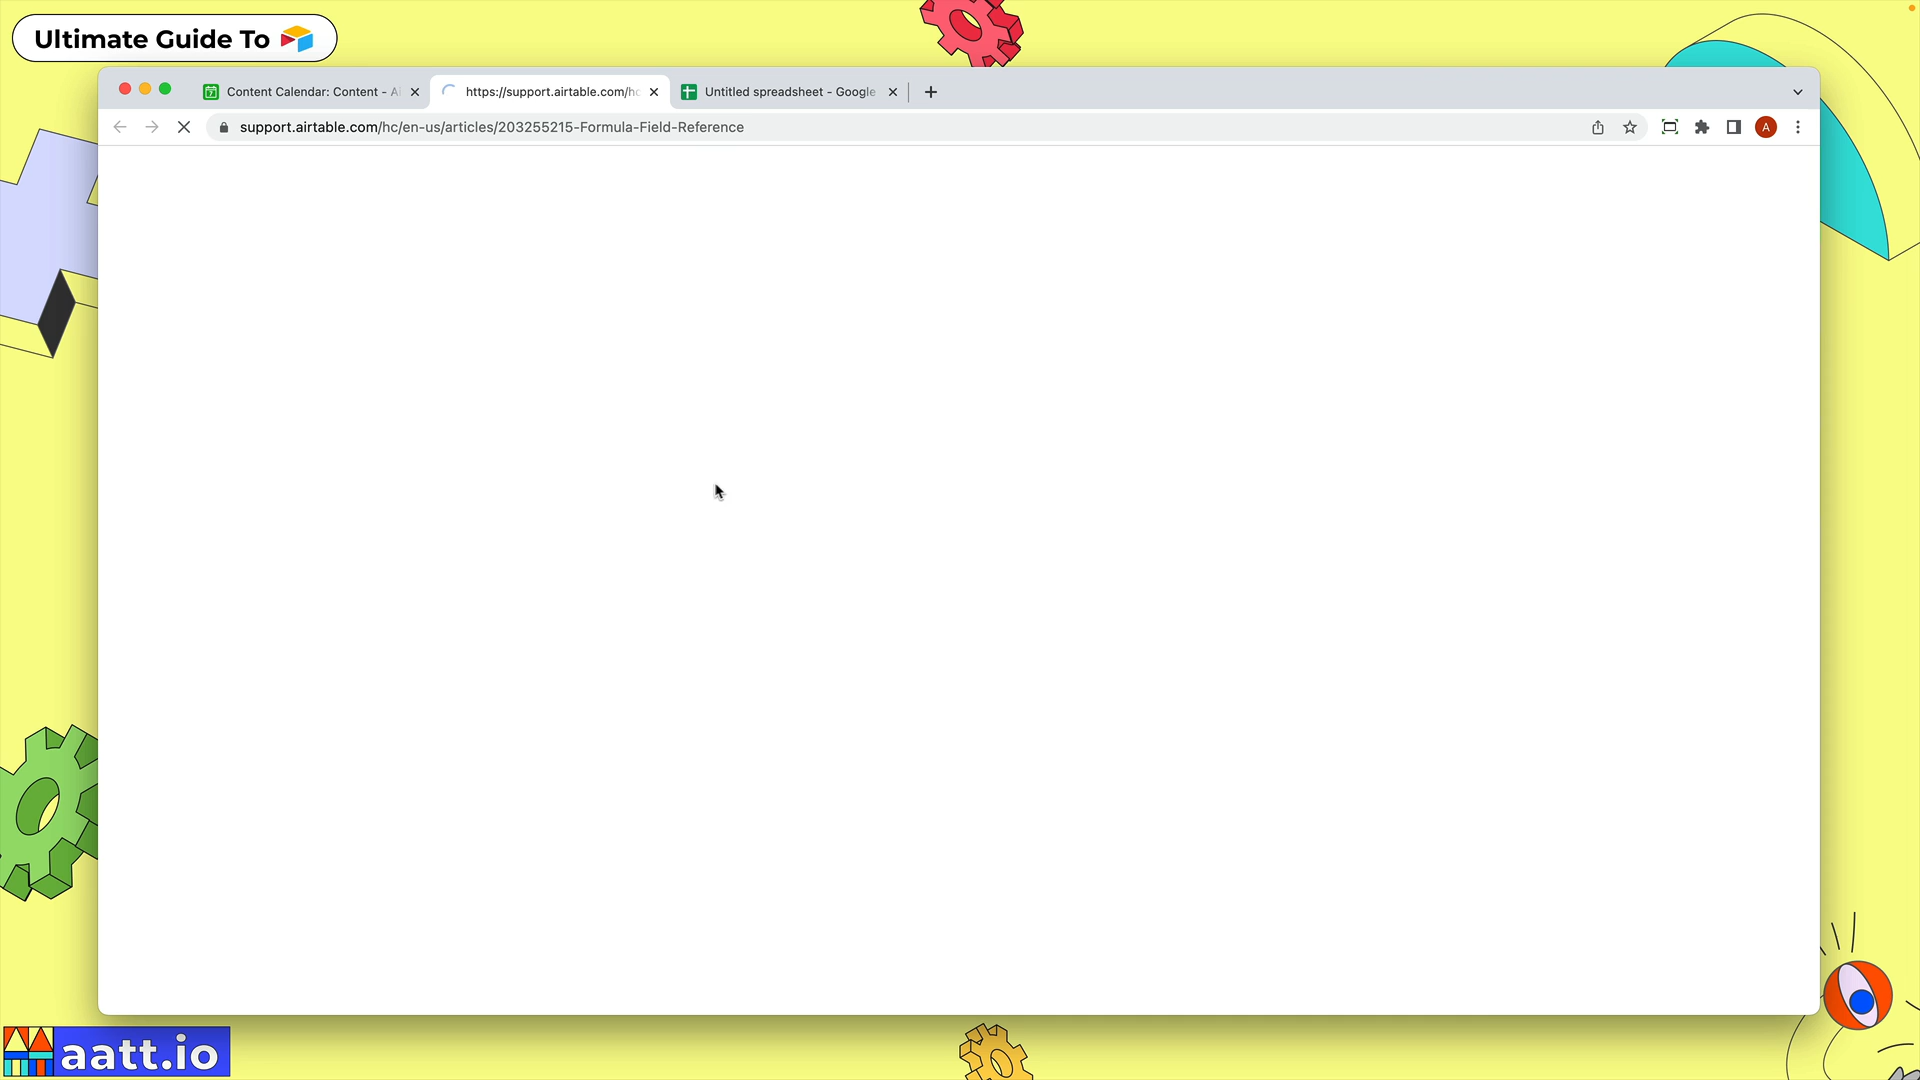 Ultimate Guide To
Content Calendar: Content - A
https://support.airtable.com/hc
Untitled spreadsheet - Google
support.airtable.com/hc/en-us/articles/203255215-Formula-Field-Reference
A
aatt.io